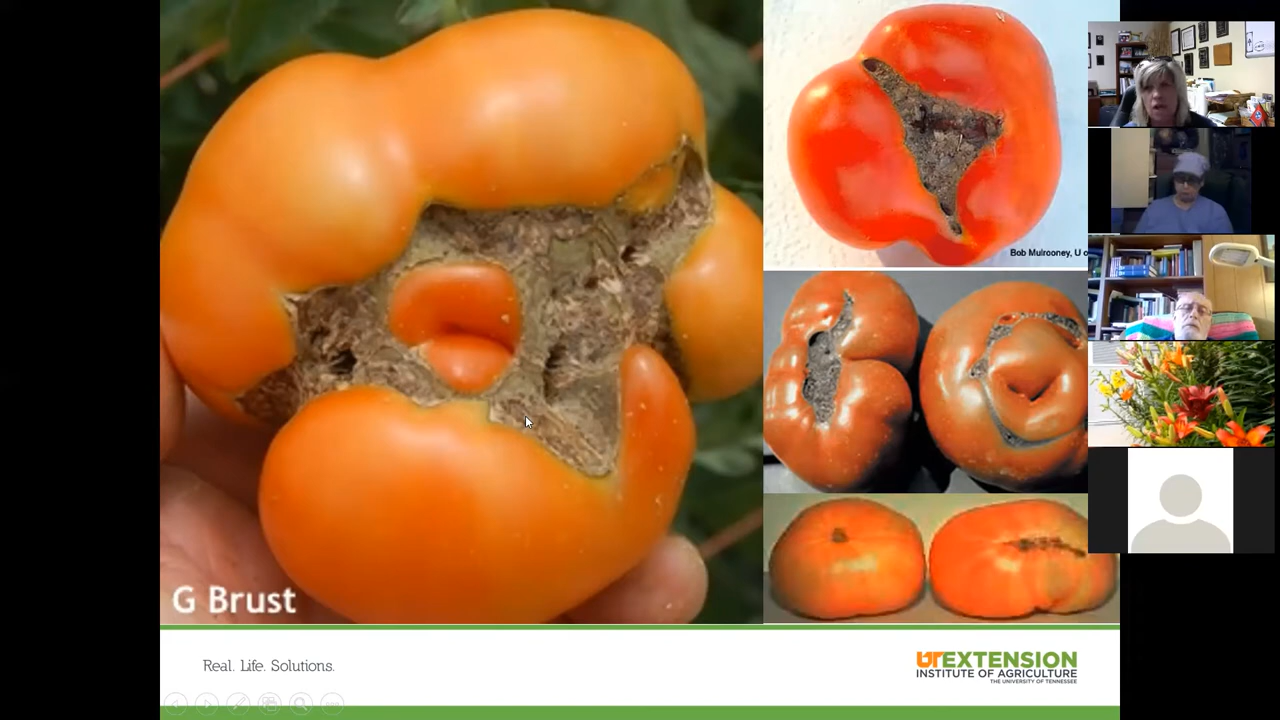 Bob Mulrooney, U o
G Brust
Real. Life. Solutions.
UTEXTENSION
INSTITUTE OF AGRICULTURE
THE UNIVERSITY OF TENNESSEE